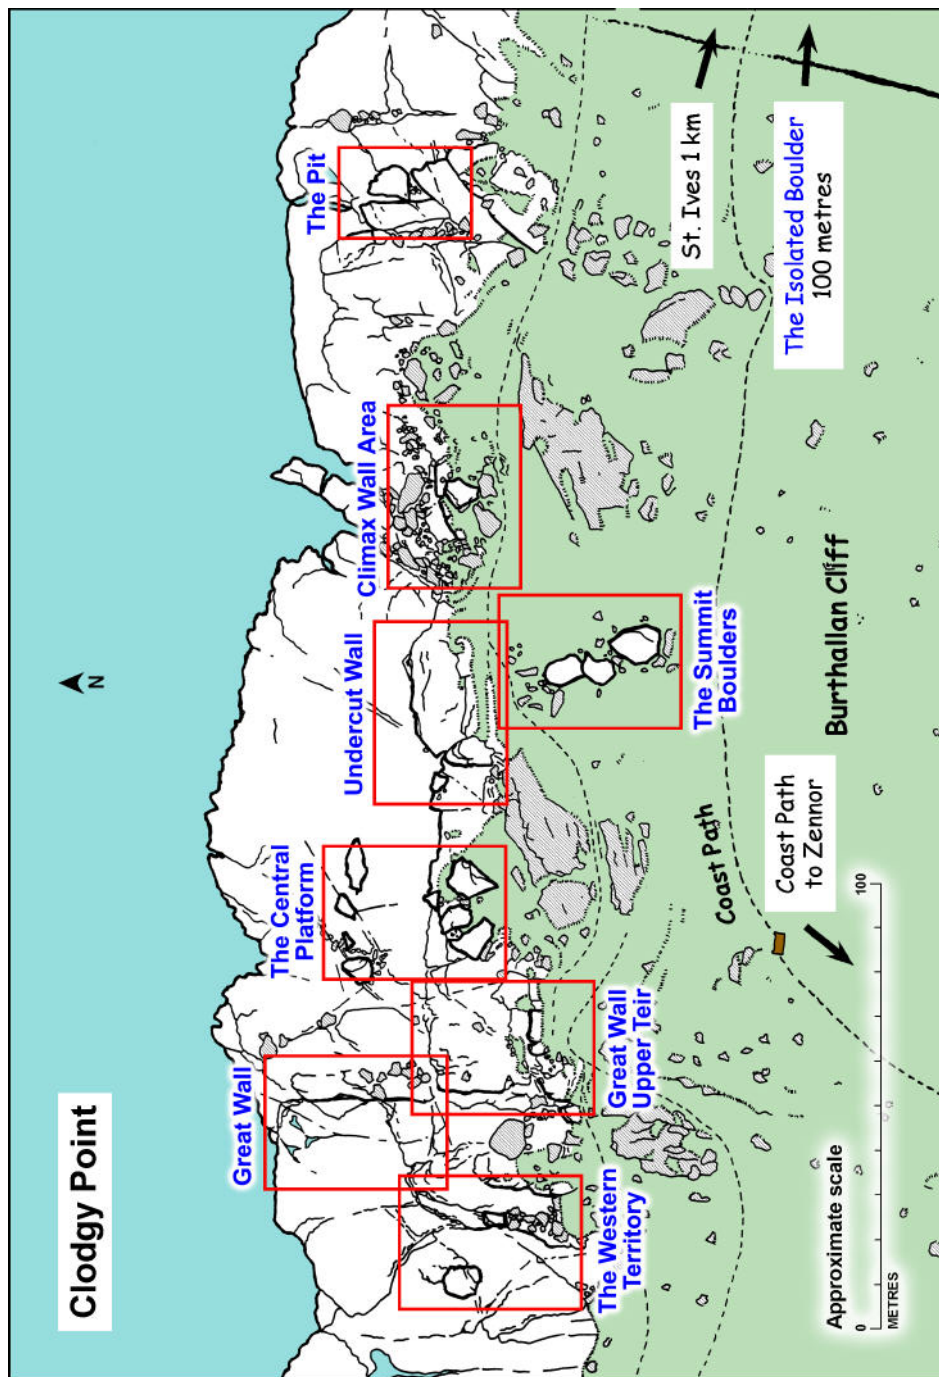 Clodgy Point
N
The Pit
Climax Wall Area
Undercut Wall
The Central
Platform
Great Wall
Great Wall
Upper Teir
The Western
Territory
The Summit
Boulders
St. Ives 1 km
The Isolated Boulder
100 metres
Burthallan Cliff
Coast Path
Coast Path
to Zennor
Approximate scale
0
100
METRES